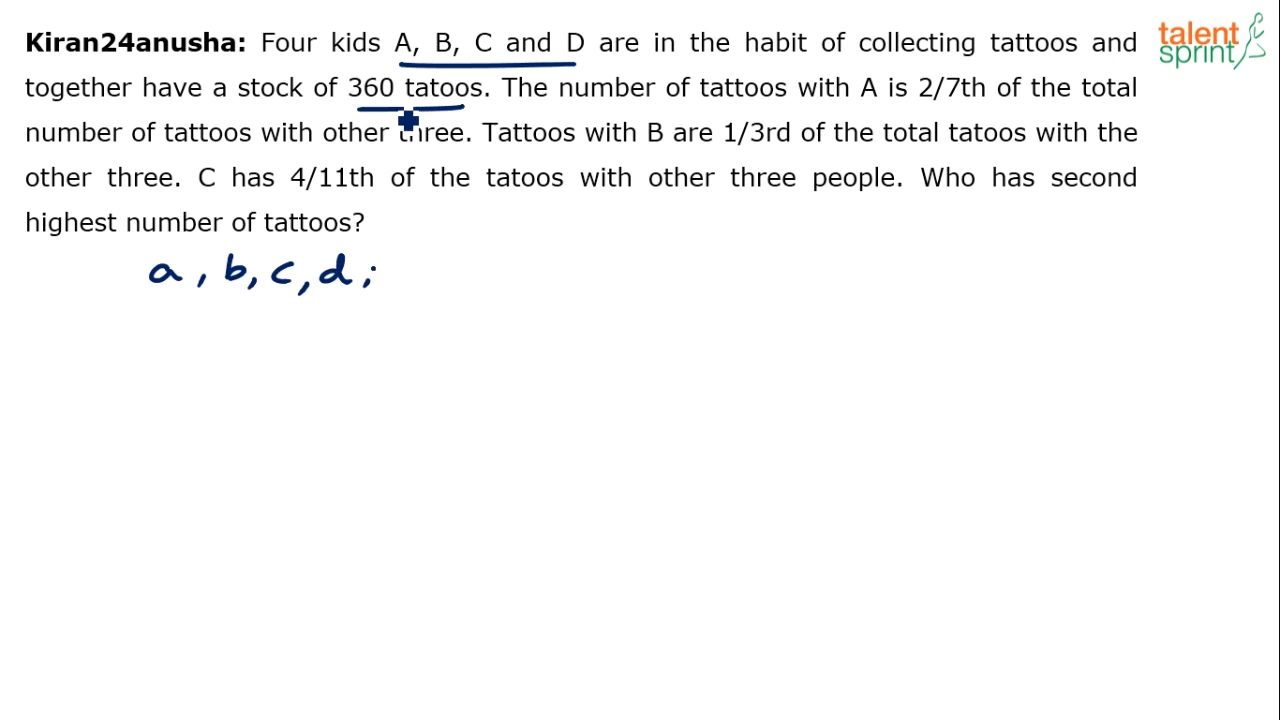 Kiran24anusha: Four kids A, B, C and D are in the habit of collecting tattoos and
talent
sprint
together have a stock of 360 tatoos. The number of tattoos with A is 2/7th of the total
number of tattoos with other three. Tattoos with B are 1/3rd of the total tatoos with the
other three. C has 4/11th of the tatoos with other three people. Who has second
highest number of tattoos?
a, b, c, d;